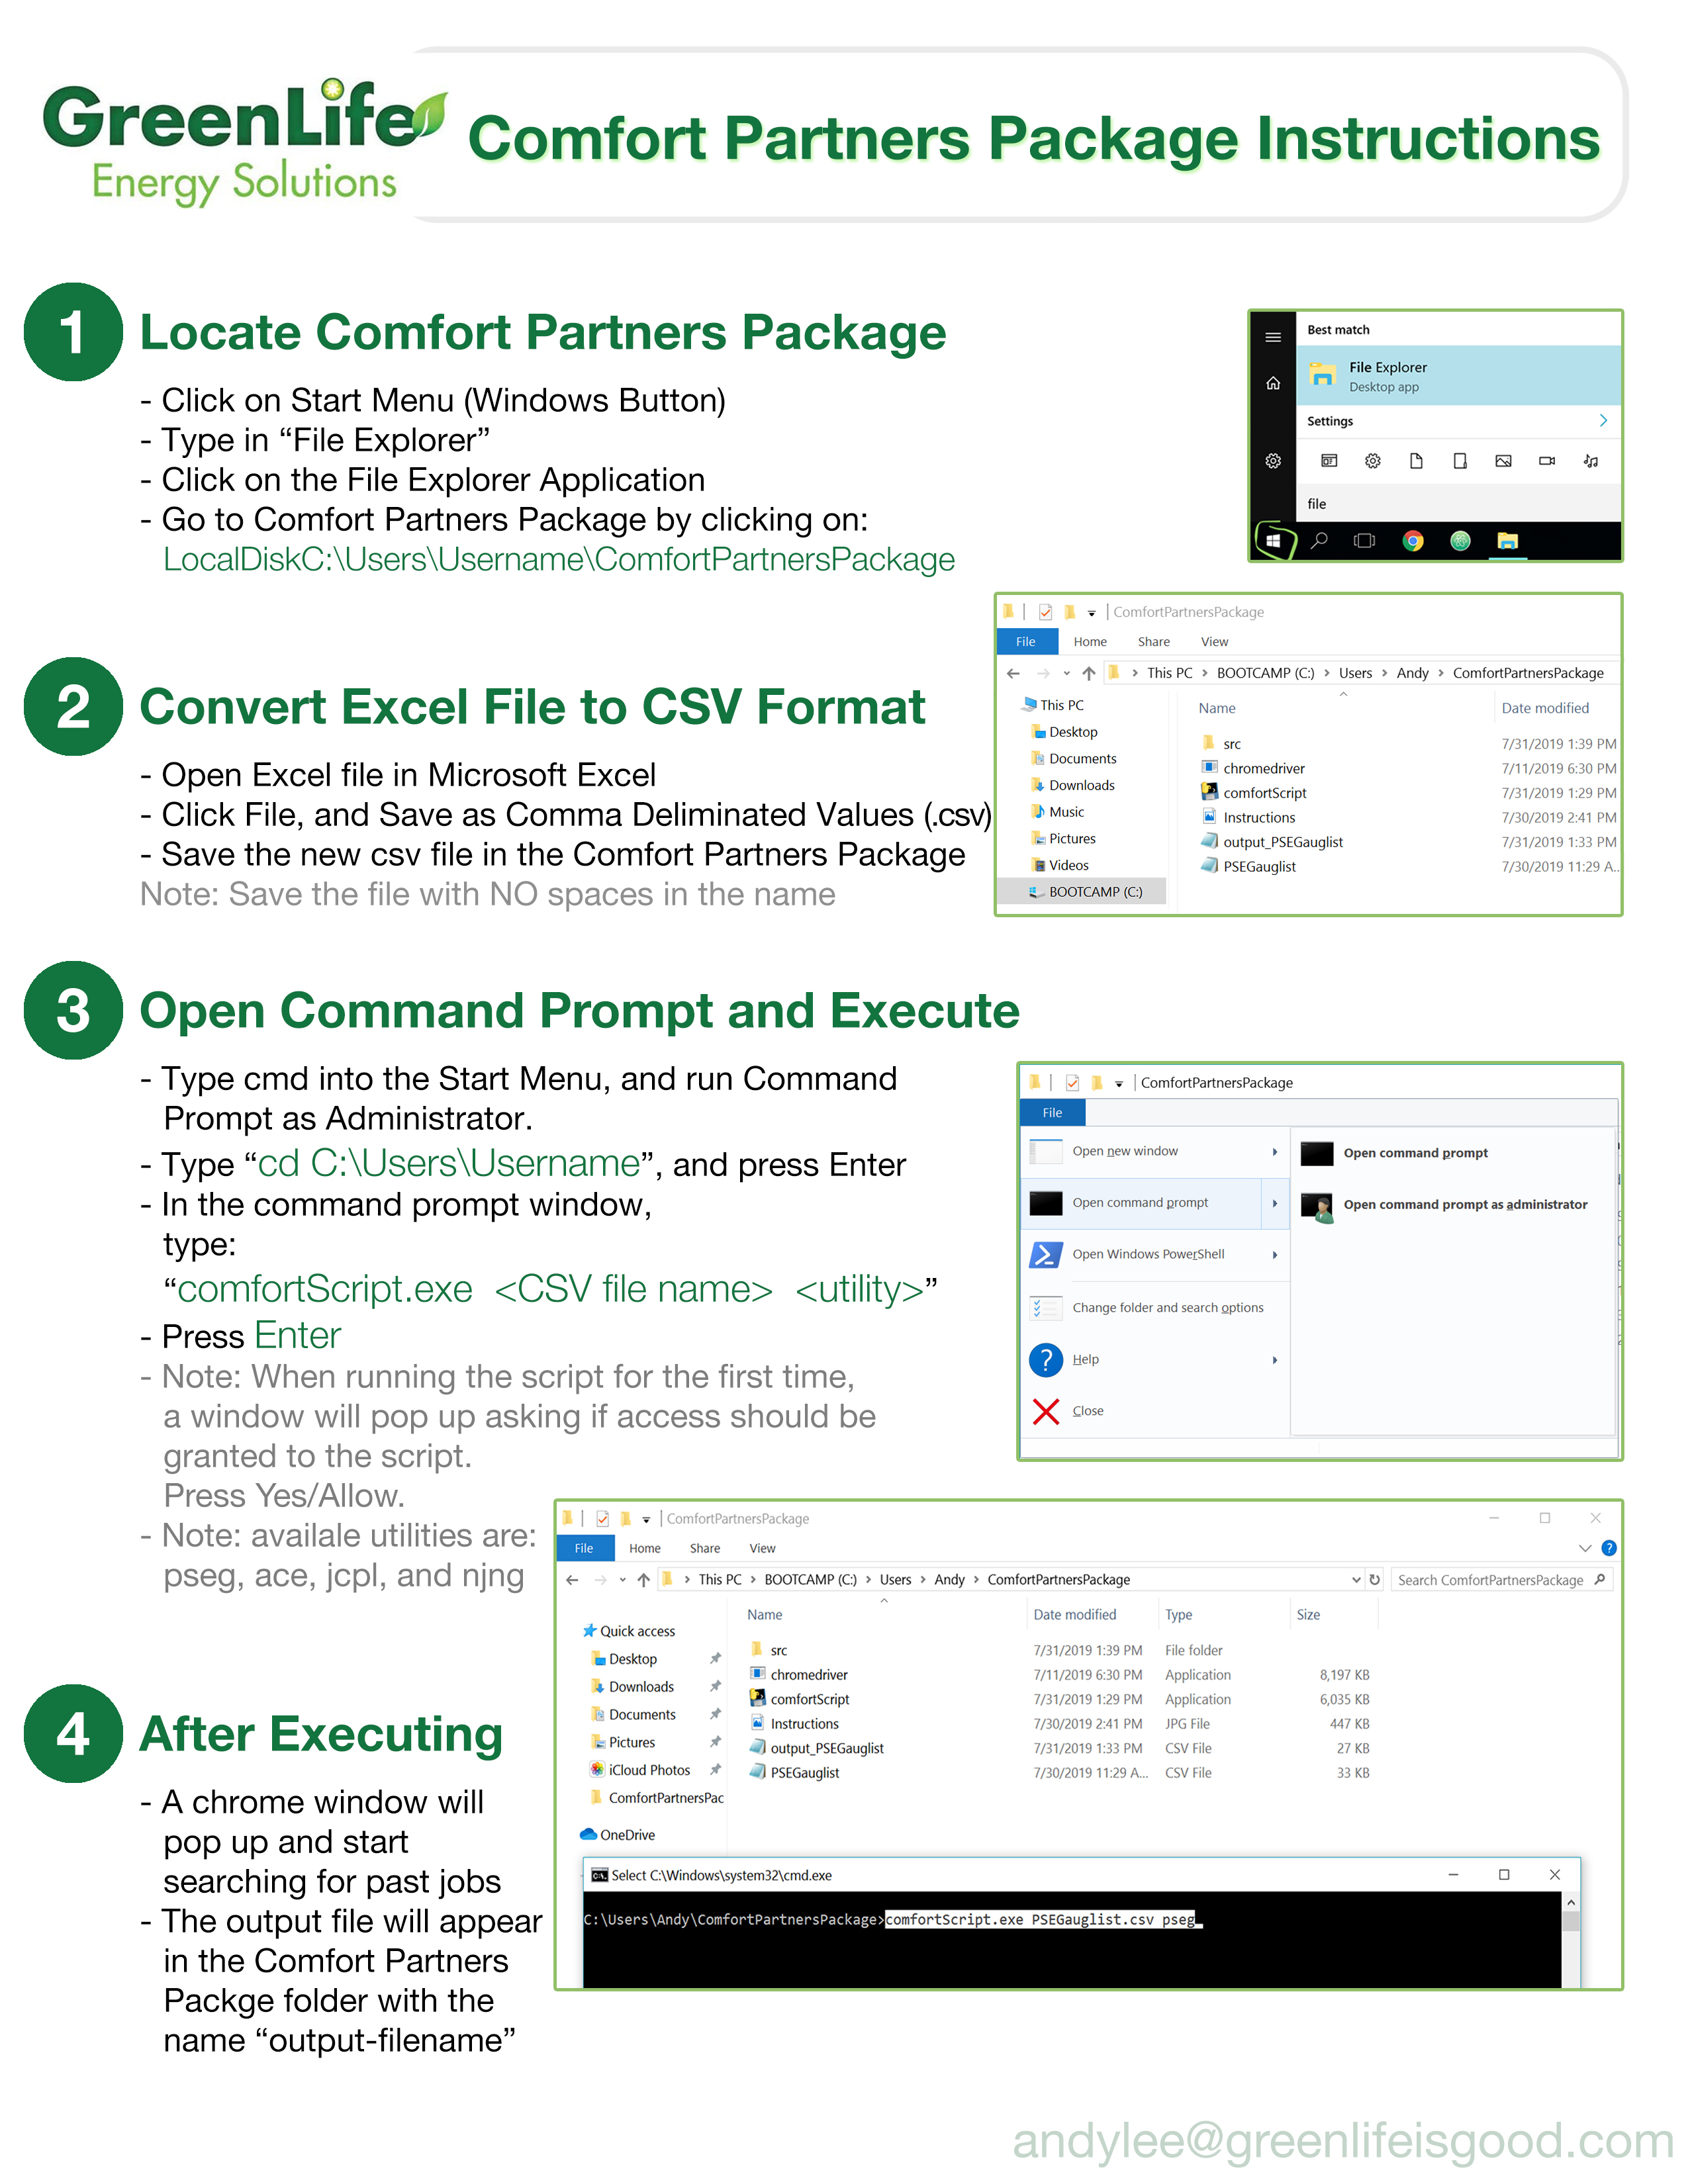 GreenLife
Energy Solutions
Comfort Partners Package Instructions
1
Locate Comfort Partners Package
- Click on Start Menu (Windows Button)
- Type in “File Explorer”
- Click on the File Explorer Application
- Go to Comfort Partners Package by clicking on:
LocalDiskC:\Users\Username\ComfortPartnersPackage
Best match
File Explorer
Desktop app
Settings
file
2
Convert Excel File to CSV Format
- Open Excel file in Microsoft Excel
- Click File, and Save as Comma Deliminated Values (.csv)
- Save the new csv file in the Comfort Partners Package
Note: Save the file with NO spaces in the name
ComfortPartnersPackage
File Home Share View
This PC > BOOTCAMP (C:) > Users > Andy > ComfortPartnersPackage
This PC
Desktop
Documents
Downloads
Music
Pictures
Videos
BOOTCAMP (C:)
Name Date modified
src 7/31/2019 1:39 PM
chromedriver 7/11/2019 6:30 PM
comfortScript 7/31/2019 1:29 PM
Instructions 7/30/2019 2:41 PM
output_PSEGauglist 7/31/2019 1:33 PM
PSEGauglist 7/30/2019 11:29 A...
3
Open Command Prompt and Execute
- Type cmd into the Start Menu, and run Command
Prompt as Administrator.
- Type “cd C:\Users\Username”, and press Enter
- In the command prompt window,
type:
“comfortScript.exe <CSV file name> <utility>”
- Press Enter
- Note: When running the script for the first time,
a window will pop up asking if access should be
granted to the script.
Press Yes/Allow.
- Note: availale utilities are:
pseg, ace, jcpl, and njng
ComfortPartnersPackage
File
Open new window
Open command prompt
Open Windows PowerShell
Change folder and search options
Help
Close
Open command prompt
Open command prompt as administrator
ComfortPartnersPackage
File Home Share View
This PC > BOOTCAMP (C:) > Users > Andy > ComfortPartnersPackage
Search ComfortPartnersPackage
Quick access
Desktop
Downloads
Documents
Pictures
iCloud Photos
ComfortPartnersPac
OneDrive
Name Date modified Type Size
src 7/31/2019 1:39 PM File folder
chromedriver 7/11/2019 6:30 PM Application 8,197 KB
comfortScript 7/31/2019 1:29 PM Application 6,035 KB
Instructions 7/30/2019 2:41 PM JPG File 447 KB
output_PSEGauglist 7/31/2019 1:33 PM CSV File 27 KB
PSEGauglist 7/30/2019 11:29 A... CSV File 33 KB
Select C:\Windows\system32\cmd.exe
C:\Users\Andy\ComfortPartnersPackage>comfortScript.exe PSEGauglist.csv pseg
4
After Executing
- A chrome window will
pop up and start
searching for past jobs
- The output file will appear
in the Comfort Partners
Packge folder with the
name “output-filename”
andylee@greenlifeisgood.com